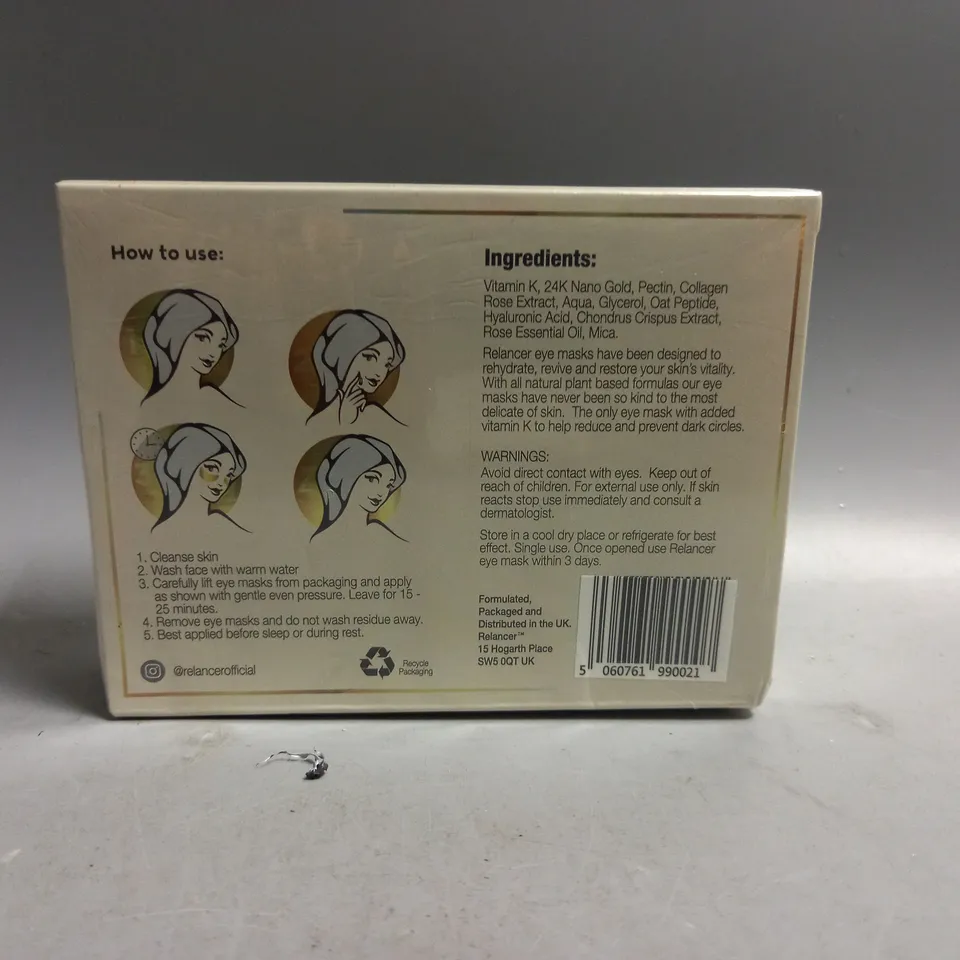 How to use:
1. Cleanse skin
2. Wash face with warm water
3. Carefully lift eye masks from packaging and apply
as shown with gentle even pressure. Leave for 15 -
25 minutes.
4. Remove eye masks and do not wash residue away.
5. Best applied before sleep or during rest.
@relancerofficial
Recycle
Packaging
Ingredients:
Vitamin K, 24K Nano Gold, Pectin, Collagen
Rose Extract, Aqua, Glycerol, Oat Peptide,
Hyaluronic Acid, Chondrus Crispus Extract,
Rose Essential Oil, Mica.
Relancer eye masks have been designed to
rehydrate, revive and restore your skin's vitality.
With all natural plant based formulas our eye
masks have never been so kind to the most
delicate of skin. The only eye mask with added
vitamin K to help reduce and prevent dark circles.
WARNINGS:
Avoid direct contact with eyes. Keep out of
reach of children. For external use only. If skin
reacts stop use immediately and consult a
dermatologist.
Store in a cool dry place or refrigerate for best
effect. Single use. Once opened use Relancer
eye mask within 3 days.
Formulated,
Packaged and
Distributed in the UK.
Relancer™
15 Hogarth Place
SW5 0QT UK
5 060761 990021